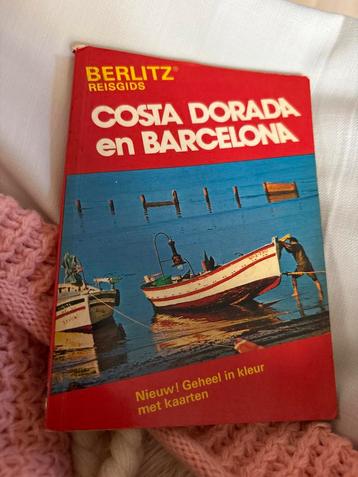 BERLITZ®
REISGIDS
COSTA DORADA
en BARCELONA
Nieuw! Geheel in kleur
met kaarten